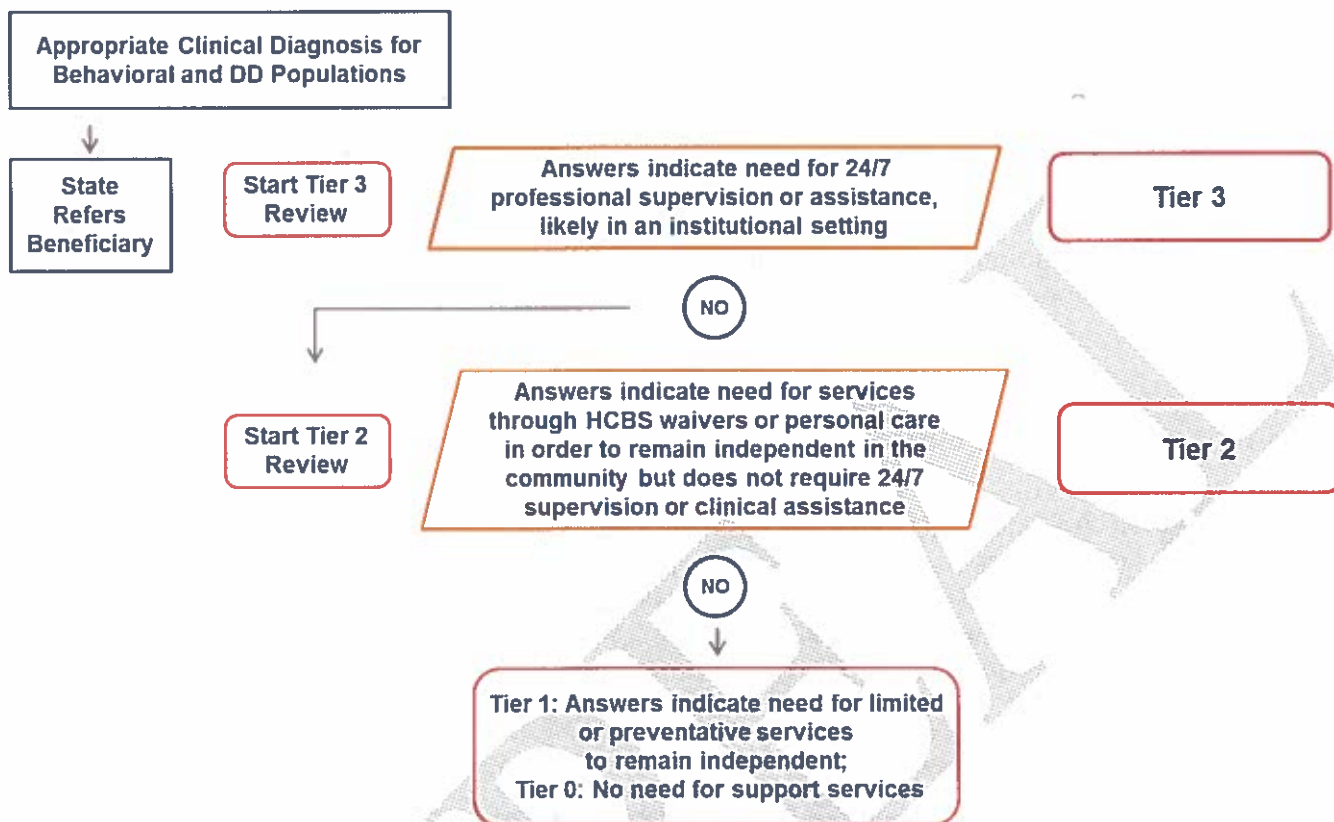 Appropriate Clinical Diagnosis for
Behavioral and DD Populations
State
Refers
Beneficiary
Start Tier 3
Review
Answers indicate need for 24/7
professional supervision or assistance,
likely in an institutional setting
Tier 3
NO
Start Tier 2
Review
Answers indicate need for services
through HCBS waivers or personal care
in order to remain independent in the
community but does not require 24/7
supervision or clinical assistance
Tier 2
NO
Tier 1: Answers indicate need for limited
or preventative services
to remain independent;
Tier 0: No need for support services